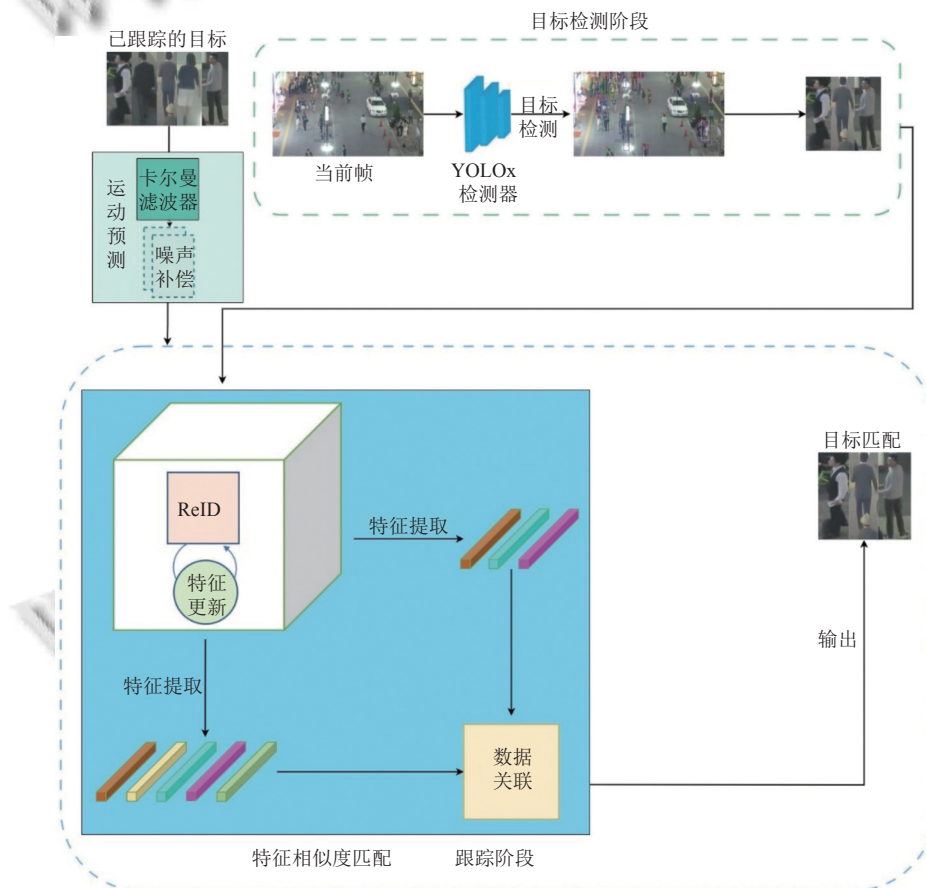 目标检测阶段
已跟踪的目标
目标
检测
当前帧
YOLOx
检测器
运动预测
卡尔曼
滤波器
噪声
补偿
目标匹配
ReID
特征提取
特征
更新
输出
特征提取
数据
关联
特征相似度匹配
跟踪阶段